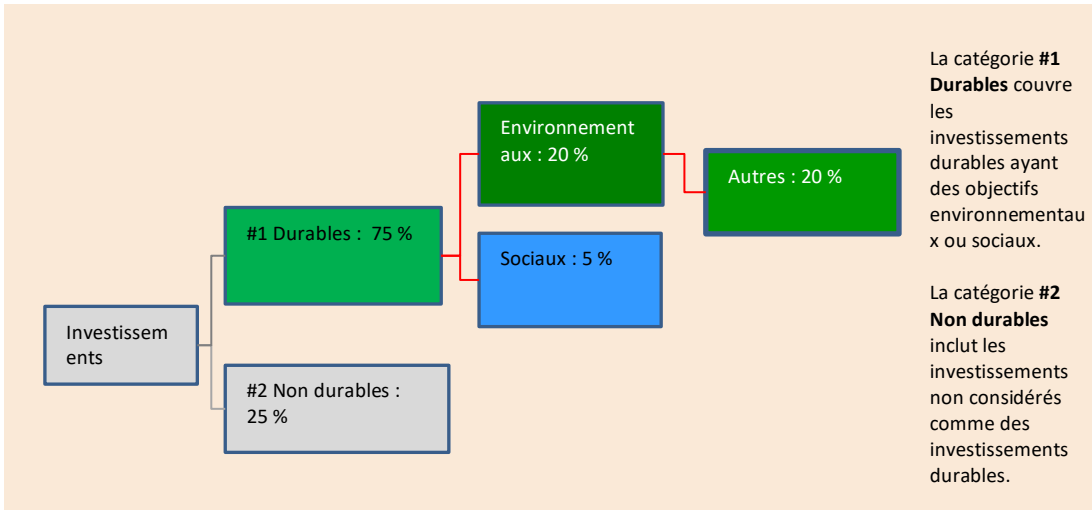 Investissem
ents
#1 Durables : 75 %
#2 Non durables :
25 %
Environnement
aux : 20 %
Sociaux : 5 %
Autres : 20 %
La catégorie #1
Durables couvre
les
investissements
durables ayant
des objectifs
environnementau
x ou sociaux.
La catégorie #2
Non durables
inclut les
investissements
non considérés
comme des
investissements
durables.